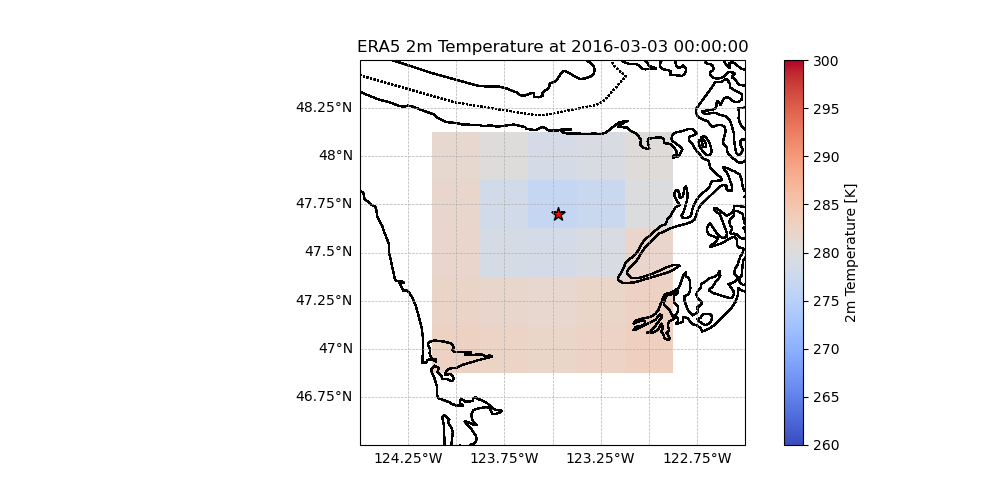 ERA5 2m Temperature at 2016-03-03 00:00:00
48.25°N
48°N
47.75°N
47.5°N
47.25°N
47°N
46.75°N
124.25°W 123.75°W 123.25°W 122.75°W
300
295
290
285
280
275
270
265
260
2m Temperature [K]